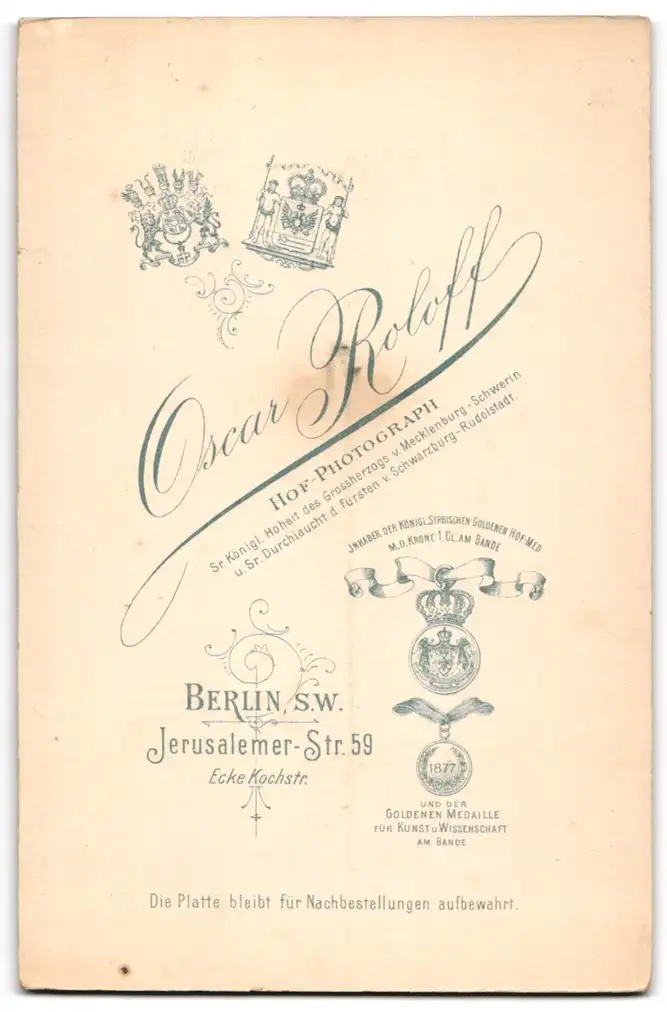 Oscar Roloff
HOF-PHOTOGRAPH
Sr. Königl. Hoheit des Grossherzogs v. Mecklenburg-Schwerin
u. Sr. Durchlaucht d. Fürsten v. Schwarzburg-Rudolstadt.
JNHABER DER KÖNIGL. SERBISCHEN GOLDENEN HOF-MED
M.D. KRONE 1. CL. AM BANDE
BERLIN, S.W.
Jerusalemer-Str. 59
Ecke Kochstr.
1877
UND DER
GOLDENEN MEDAILLE
FÜR KUNST U. WISSENSCHAFT
AM BANDE
Die Platte bleibt für Nachbestellungen aufbewahrt.